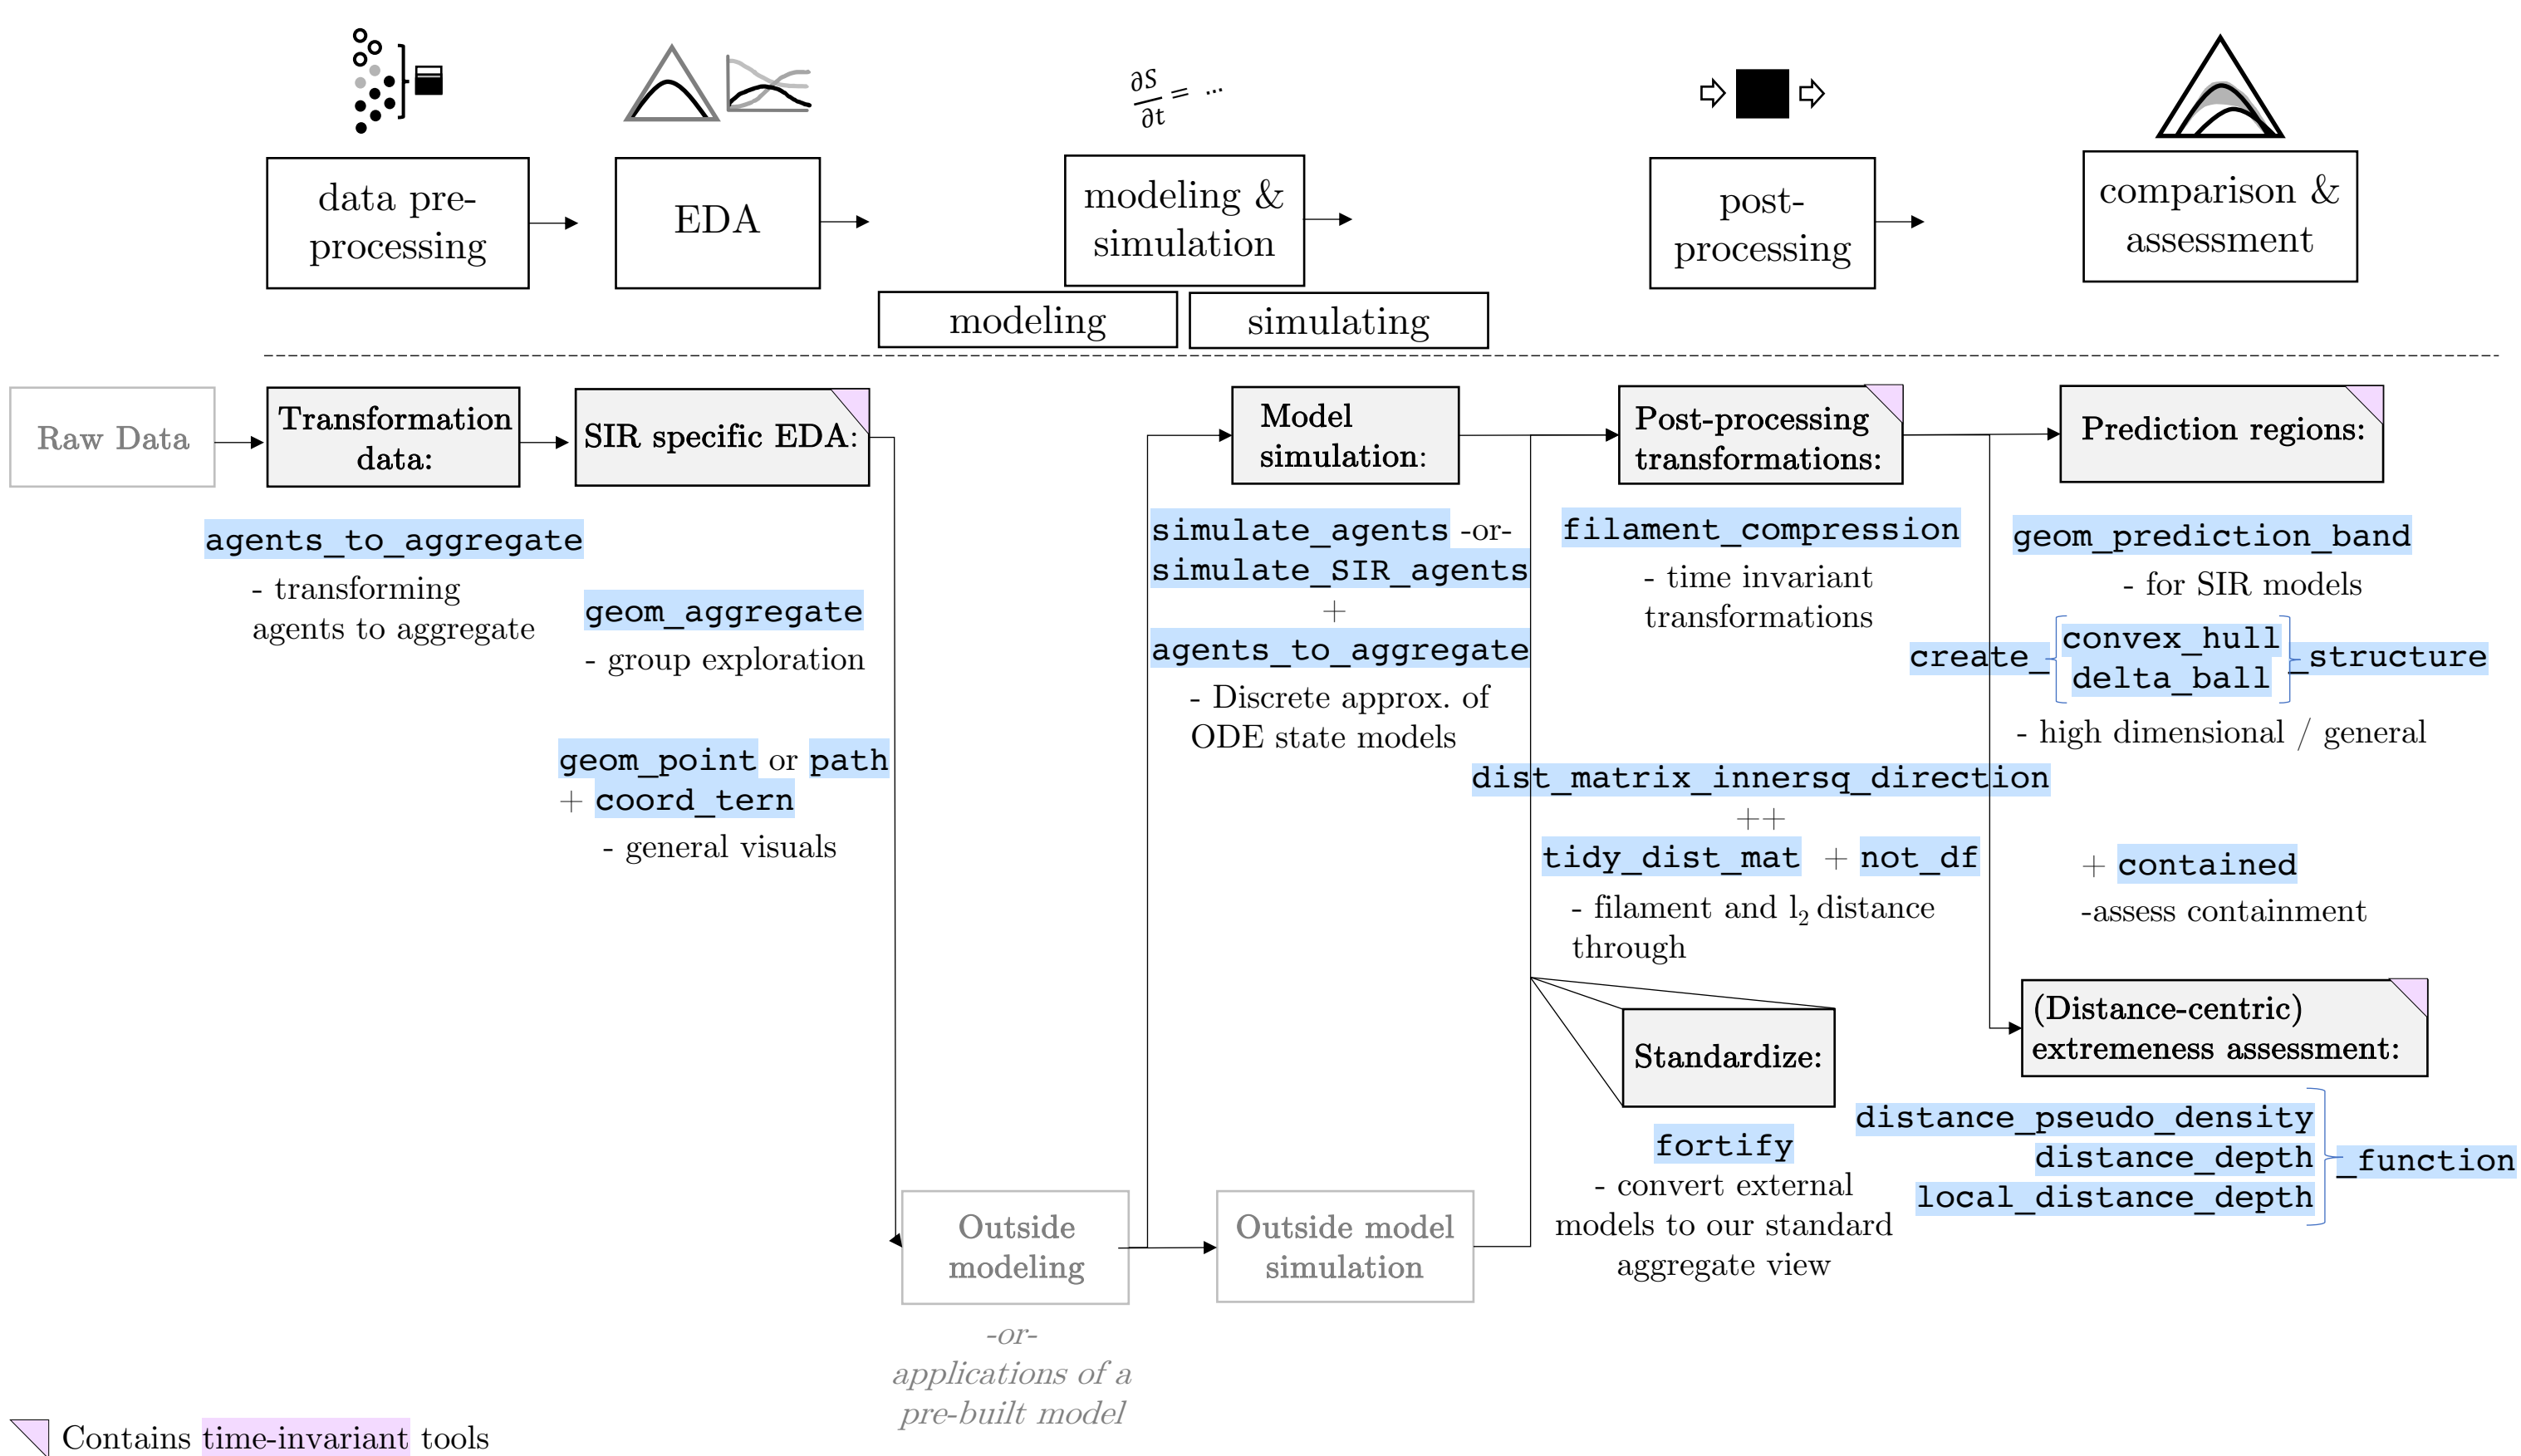 ∂S
∂t = ...
data pre-
processing
EDA
modeling &
simulation
post-
processing
comparison &
assessment
modeling
simulating
Raw Data
Transformation
data:
SIR specific EDA:
Model
simulation:
Post-processing
transformations:
Prediction regions:
agents_to_aggregate
- transforming
agents to aggregate
geom_aggregate
- group exploration
geom_point or path
+ coord_tern
- general visuals
simulate_agents -or-
simulate_SIR_agents
+
agents_to_aggregate
- Discrete approx. of
ODE state models
filament_compression
- time invariant
transformations
dist_matrix_innersq_direction
++
tidy_dist_mat + not_df
- filament and l₂ distance
through
geom_prediction_band
- for SIR models
create_
convex_hull
delta_ball
_structure
- high dimensional / general
+ contained
-assess containment
Standardize:
fortify
- convert external
models to our standard
aggregate view
(Distance-centric)
extremeness assessment:
distance_pseudo_density
distance_depth
local_distance_depth
_function
Outside
modeling
Outside model
simulation
-or-
applications of a
pre-built model
Contains time-invariant tools